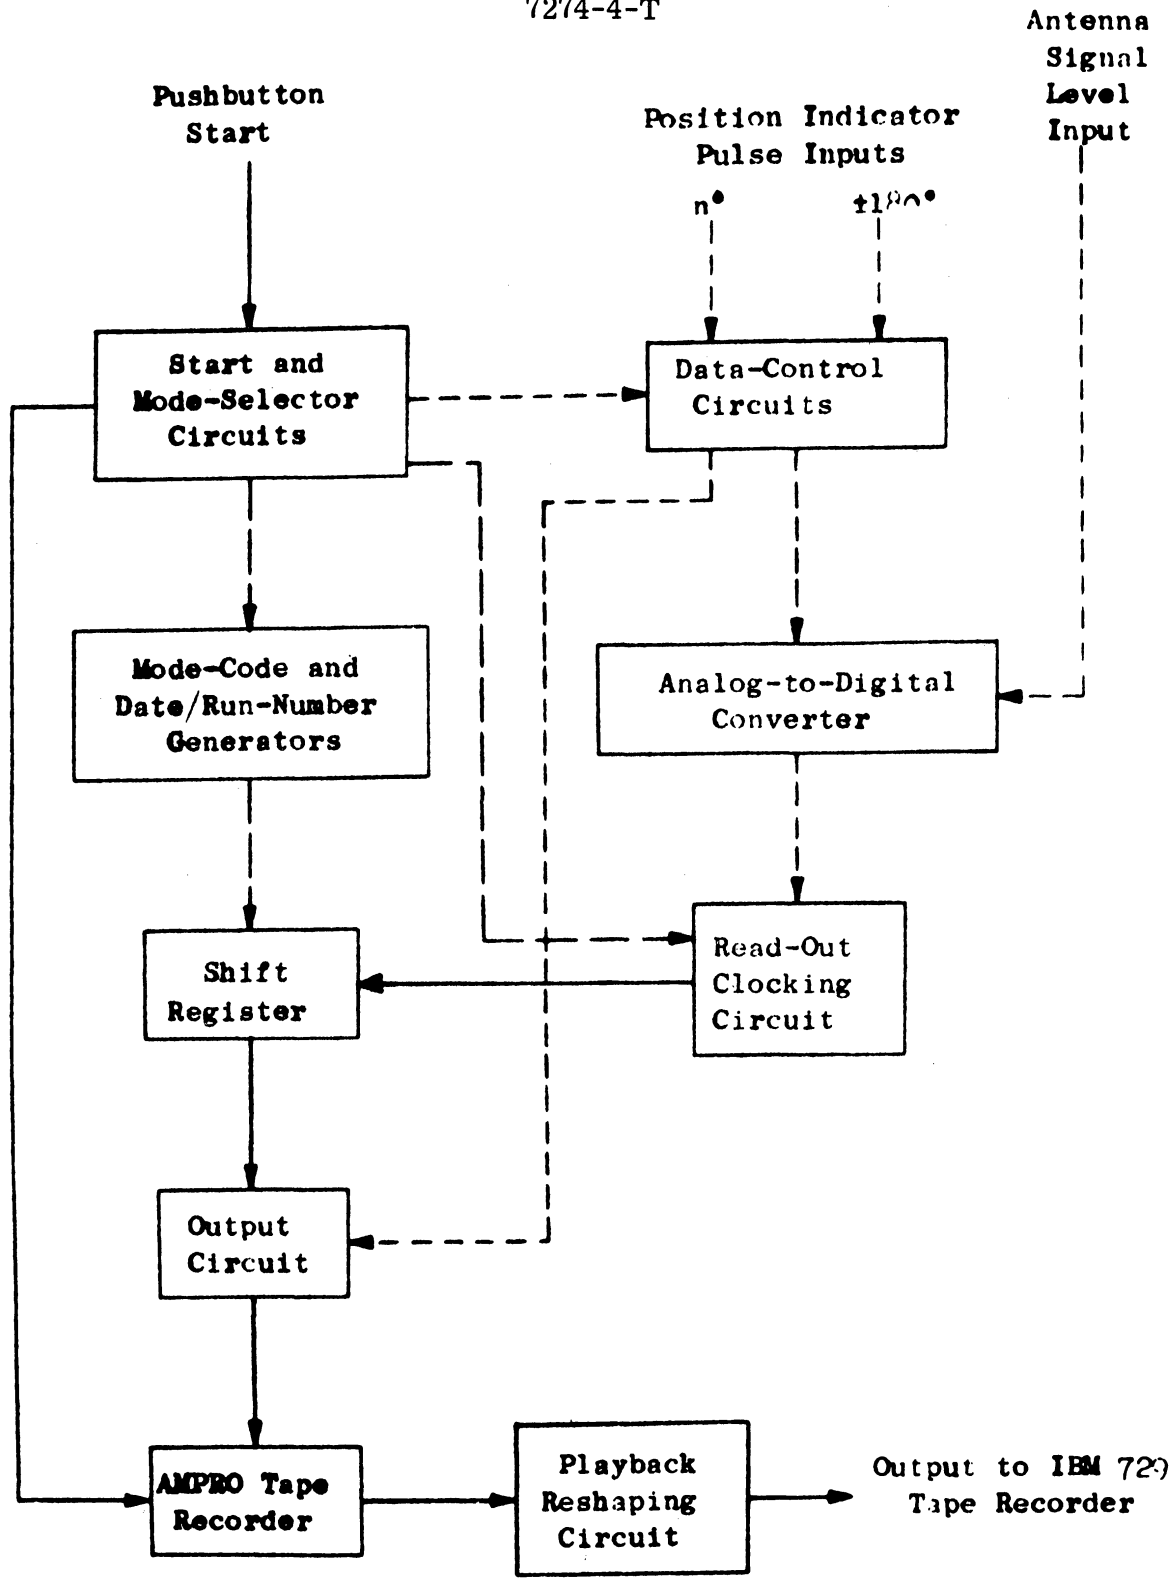 7274-4-T
Antenna
Signal
Level
Input
Pushbutton
Start
Position Indicator
Pulse Inputs
n°
±180°
Start and
Mode-Selector
Circuits
Data-Control
Circuits
Mode-Code and
Date/Run-Number
Generators
Analog-to-Digital
Converter
Shift
Register
Read-Out
Clocking
Circuit
Output
Circuit
AMPRO Tape
Recorder
Playback
Reshaping
Circuit
Output to IBM 729
Tape Recorder